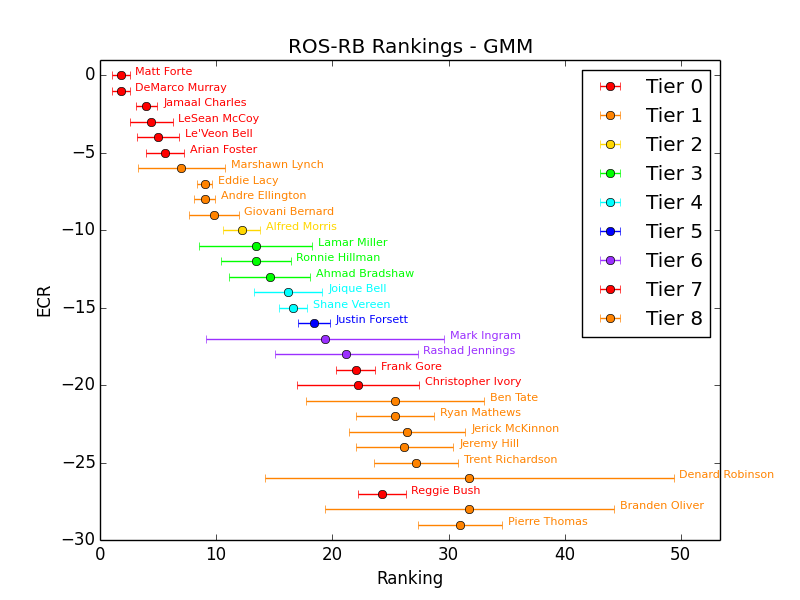 ROS-RB Rankings - GMM
0
−5
−10
−15
−20
−25
−30
ECR
Matt Forte
DeMarco Murray
Jamaal Charles
LeSean McCoy
Le'Veon Bell
Arian Foster
Marshawn Lynch
Eddie Lacy
Andre Ellington
Giovani Bernard
Alfred Morris
Lamar Miller
Ronnie Hillman
Ahmad Bradshaw
Joique Bell
Shane Vereen
Justin Forsett
Mark Ingram
Rashad Jennings
Frank Gore
Christopher Ivory
Ben Tate
Ryan Mathews
Jerick McKinnon
Jeremy Hill
Trent Richardson
Denard Robinson
Reggie Bush
Branden Oliver
Pierre Thomas
Tier 0
Tier 1
Tier 2
Tier 3
Tier 4
Tier 5
Tier 6
Tier 7
Tier 8
0 10 20 30 40 50
Ranking